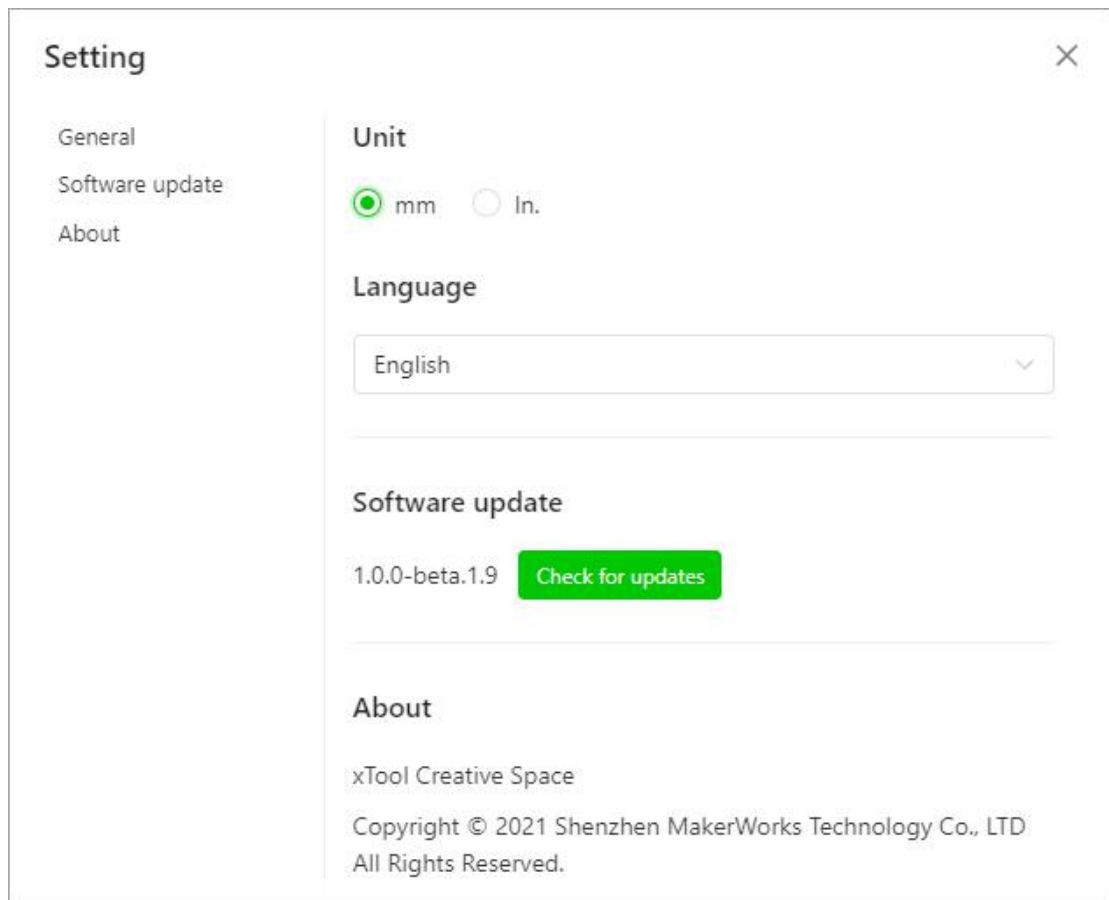 Setting
General
Software update
About
Unit
mm In.
Language
English
Software update
1.0.0-beta.1.9 Check for updates
About
xTool Creative Space
Copyright © 2021 Shenzhen MakerWorks Technology Co., LTD
All Rights Reserved.